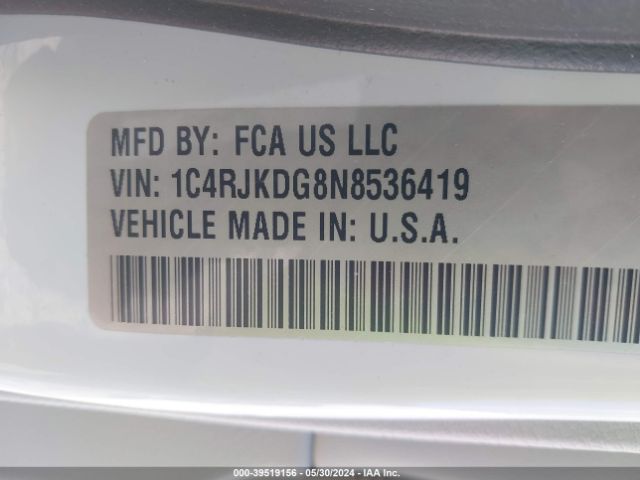 MFD BY: FCA US LLC
VIN: 1C4RJKDG8N8536419
VEHICLE MADE IN: U.S.A.
000-39519156 - 05/30/2024 - IAA Inc.